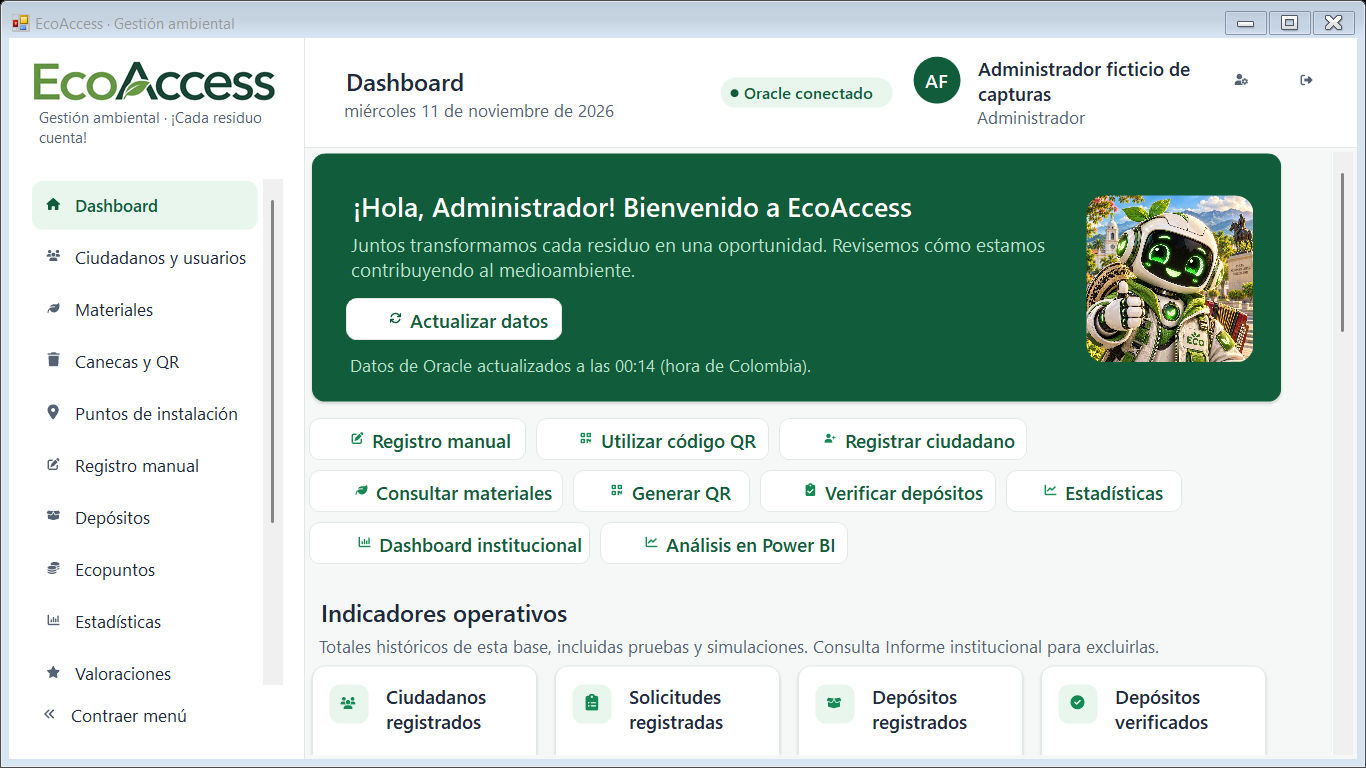 EcoAccess · Gestión ambiental
EcoAccess
Gestión ambiental · ¡Cada residuo
cuenta!
Dashboard
Ciudadanos y usuarios
Materiales
Canecas y QR
Puntos de instalación
Registro manual
Depósitos
Ecopuntos
Estadísticas
Valoraciones
Contraer menú
Dashboard
miércoles 11 de noviembre de 2026
Oracle conectado
AF
Administrador ficticio de
capturas
Administrador
¡Hola, Administrador! Bienvenido a EcoAccess
Juntos transformamos cada residuo en una oportunidad. Revisemos cómo estamos
contribuyendo al medioambiente.
Actualizar datos
Datos de Oracle actualizados a las 00:14 (hora de Colombia).
ECO
Registro manual
Utilizar código QR
Registrar ciudadano
Consultar materiales
Generar QR
Verificar depósitos
Estadísticas
Dashboard institucional
Análisis en Power BI
Indicadores operativos
Totales históricos de esta base, incluidas pruebas y simulaciones. Consulta Informe institucional para excluirlas.
Ciudadanos
registrados
Solicitudes
registradas
Depósitos
registrados
Depósitos
verificados